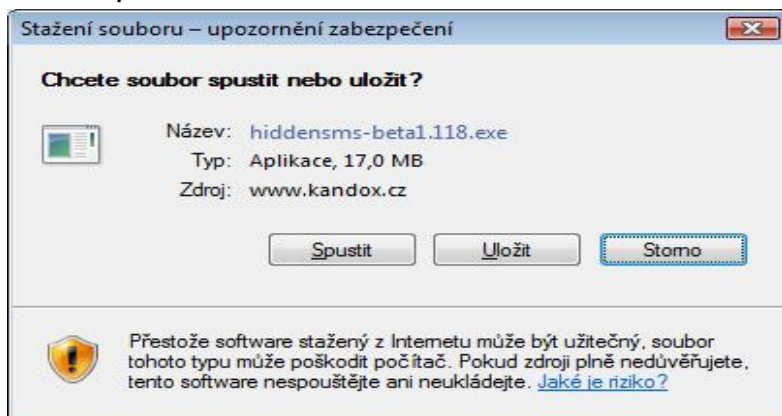 Stažení souboru – upozornění zabezpečení
Chcete soubor spustit nebo uložit?
Název: hiddensms-beta1.118.exe
Typ: Aplikace, 17,0 MB
Zdroj: www.kandox.cz
Spustit Uložit Storno
Přestože software stažený z Internetu může být užitečný, soubor
tohoto typu může poškodit počítač. Pokud zdroji plně nedůvěřujete,
tento software nespouštějte ani neukládejte. Jaké je riziko?